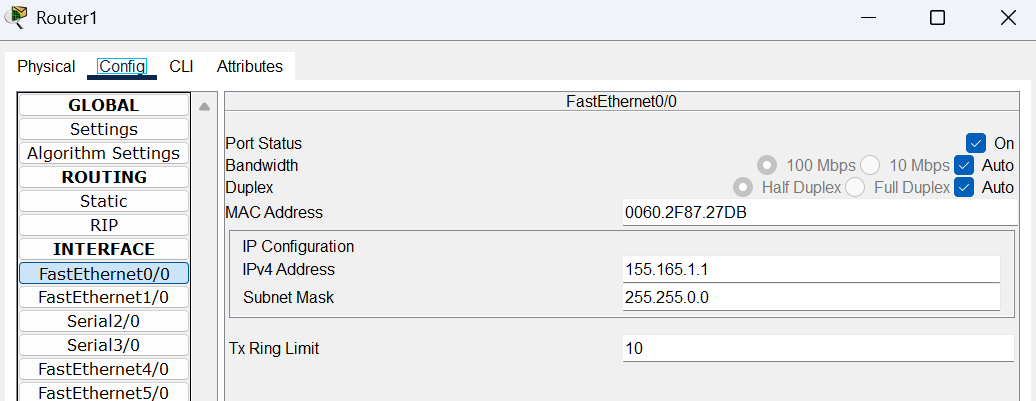 Router1
Physical Config CLI Attributes
GLOBAL
Settings
Algorithm Settings
ROUTING
Static
RIP
INTERFACE
FastEthernet0/0
FastEthernet1/0
Serial2/0
Serial3/0
FastEthernet4/0
FastEthernet5/0
FastEthernet0/0
Port Status On
Bandwidth 100 Mbps 10 Mbps Auto
Duplex Half Duplex Full Duplex Auto
MAC Address 0060.2F87.27DB
IP Configuration
IPv4 Address 155.165.1.1
Subnet Mask 255.255.0.0
Tx Ring Limit 10